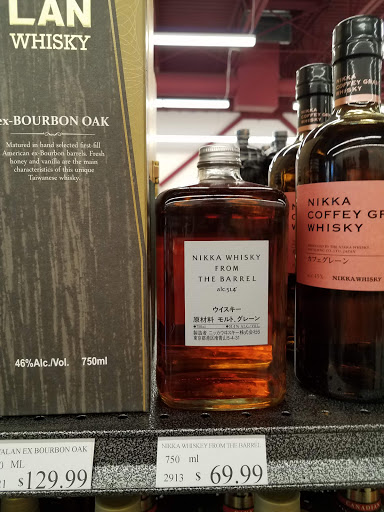 LAN
WHISKY
ex-BOURBON OAK
Matured in hand selected first-fill
American ex-Bourbon barrels. Fresh
honey and vanilla are the main
characteristics of this unique
Taiwanese whisky.
46%Alc./Vol. 750ml
NIKKA WHISKY
FROM
THE BARREL
alc.51.4°
ウイスキー
原材料 モルト、グレーン
NIKKA
COFFEY GR
WHISKY
カフェグレーン
NIKKA WHISKY
ALAN EX BOURBON OAK
ML
$ 129.99
NIKKA WHISKEY FROM THE BARREL
750 ml
2913 $ 69.99